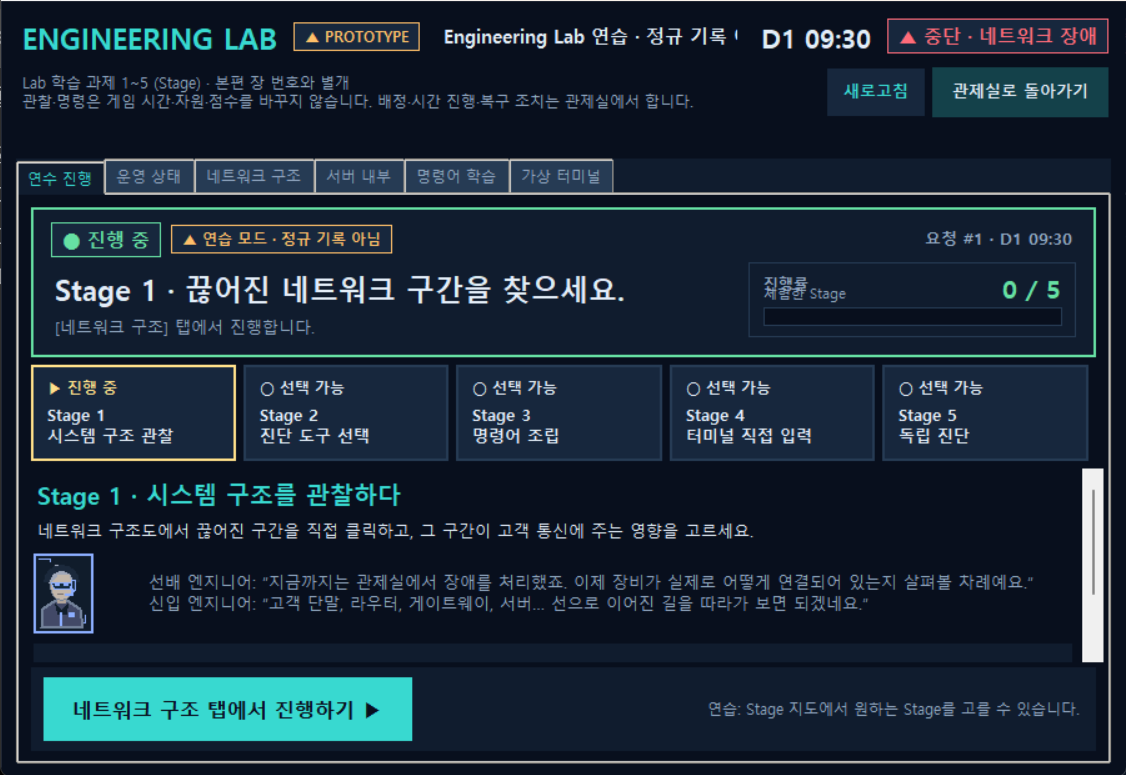 ENGINEERING LAB
▲ PROTOTYPE
Engineering Lab 연습 · 정규 기록
D1 09:30
▲ 중단 · 네트워크 장애
Lab 학습 과제 1~5 (Stage) · 본편 장 번호와 별개
관찰·명령은 게임 시간·자원·점수를 바꾸지 않습니다. 배정·시간 진행·복구 조치는 관제실에서 합니다.
새로고침
관제실로 돌아가기
연수 진행
운영 상태
네트워크 구조
서버 내부
명령어 학습
가상 터미널
● 진행 중
▲ 연습 모드 · 정규 기록 아님
요청 #1 · D1 09:30
Stage 1 · 끊어진 네트워크 구간을 찾으세요.
[네트워크 구조] 탭에서 진행합니다.
진행률
Stage
0 / 5
▶ 진행 중
Stage 1
시스템 구조 관찰
○ 선택 가능
Stage 2
진단 도구 선택
○ 선택 가능
Stage 3
명령어 조립
○ 선택 가능
Stage 4
터미널 직접 입력
○ 선택 가능
Stage 5
독립 진단
Stage 1 · 시스템 구조를 관찰하다
네트워크 구조도에서 끊어진 구간을 직접 클릭하고, 그 구간이 고객 통신에 주는 영향을 고르세요.
선배 엔지니어: "지금까지는 관제실에서 장애를 처리했죠. 이제 장비가 실제로 어떻게 연결되어 있는지 살펴볼 차례예요."
신입 엔지니어: "고객 단말, 라우터, 게이트웨이, 서버... 선으로 이어진 길을 따라가 보면 되겠네요."
네트워크 구조 탭에서 진행하기 ▶
연습: Stage 지도에서 원하는 Stage를 고를 수 있습니다.